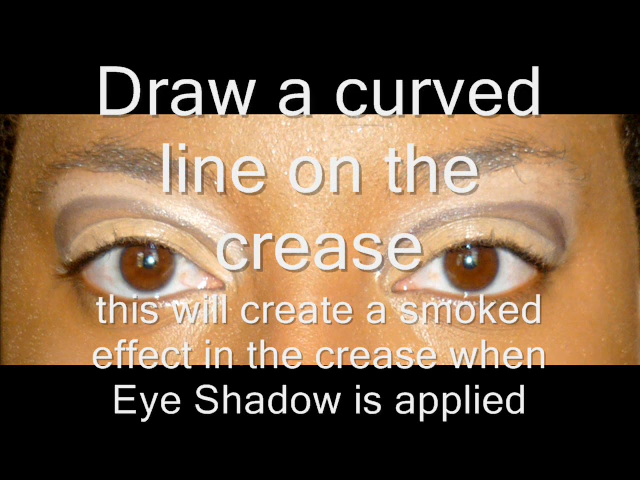 Draw a curved
line on the
crease
this will create a smoked
effect in the crease when
Eye Shadow is applied